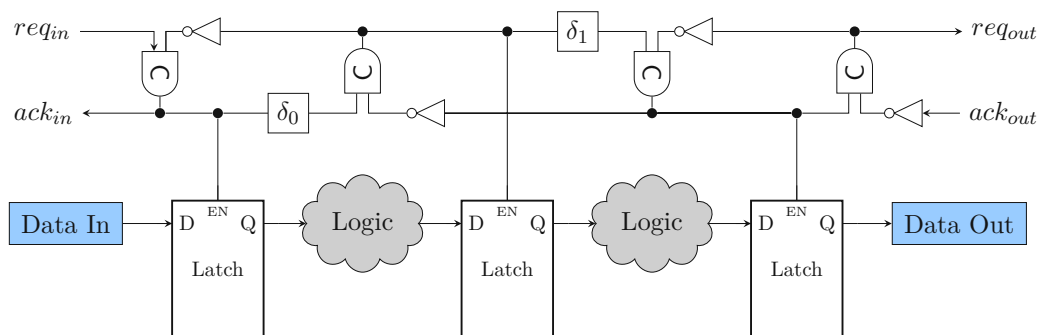 req_in δ_1 req_out
C C C C
ack_in δ_0 ack_out
Data In D EN Q Logic D EN Q Logic D EN Q Data Out
Latch Latch Latch